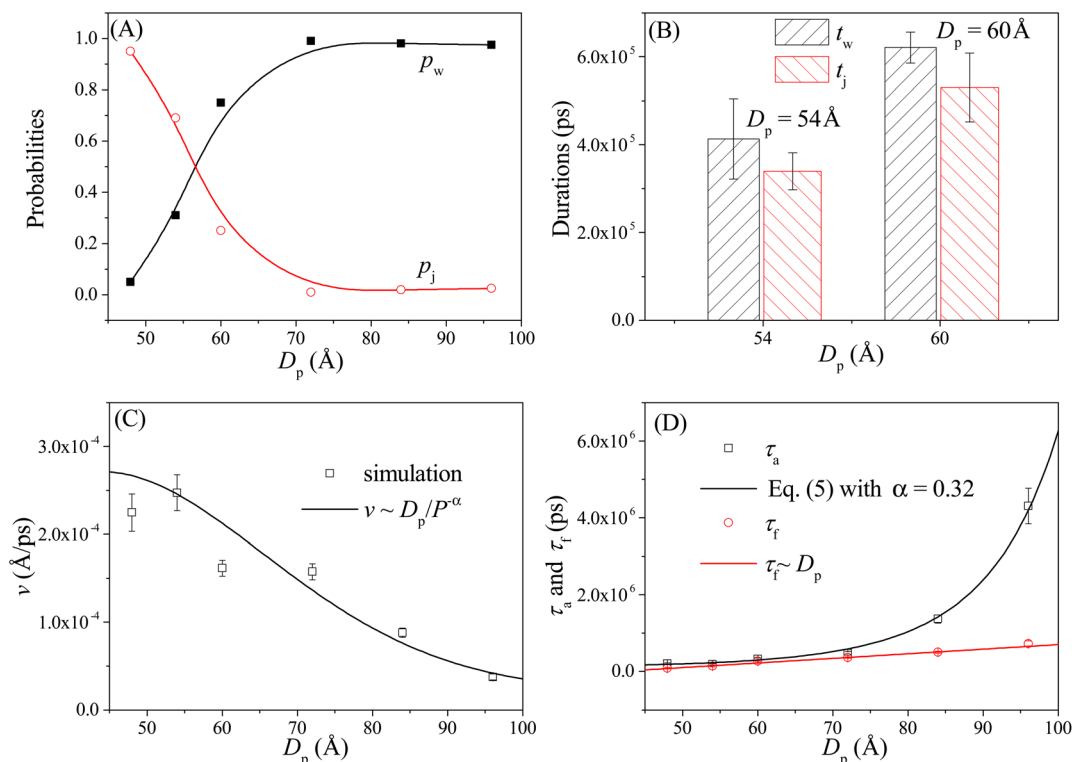 (A)
1.0
0.8
0.6
0.4
0.2
0.0
Probabilities
p_w
p_j
50 60 70 80 90 100
D_p (Å)
(B)
6.0x10^5
4.0x10^5
2.0x10^5
0.0
Durations (ps)
t_w
t_j
D_p = 54Å
D_p = 60Å
54 60
D_p (Å)
(C)
3.0x10^-4
2.0x10^-4
1.0x10^-4
0.0
v (Å/ps)
simulation
v ~ D_p/P^-α
50 60 70 80 90 100
D_p (Å)
(D)
6.0x10^6
4.0x10^6
2.0x10^6
0.0
τ_a and τ_f (ps)
τ_a
Eq. (5) with α = 0.32
τ_f
τ_f ~ D_p
50 60 70 80 90 100
D_p (Å)